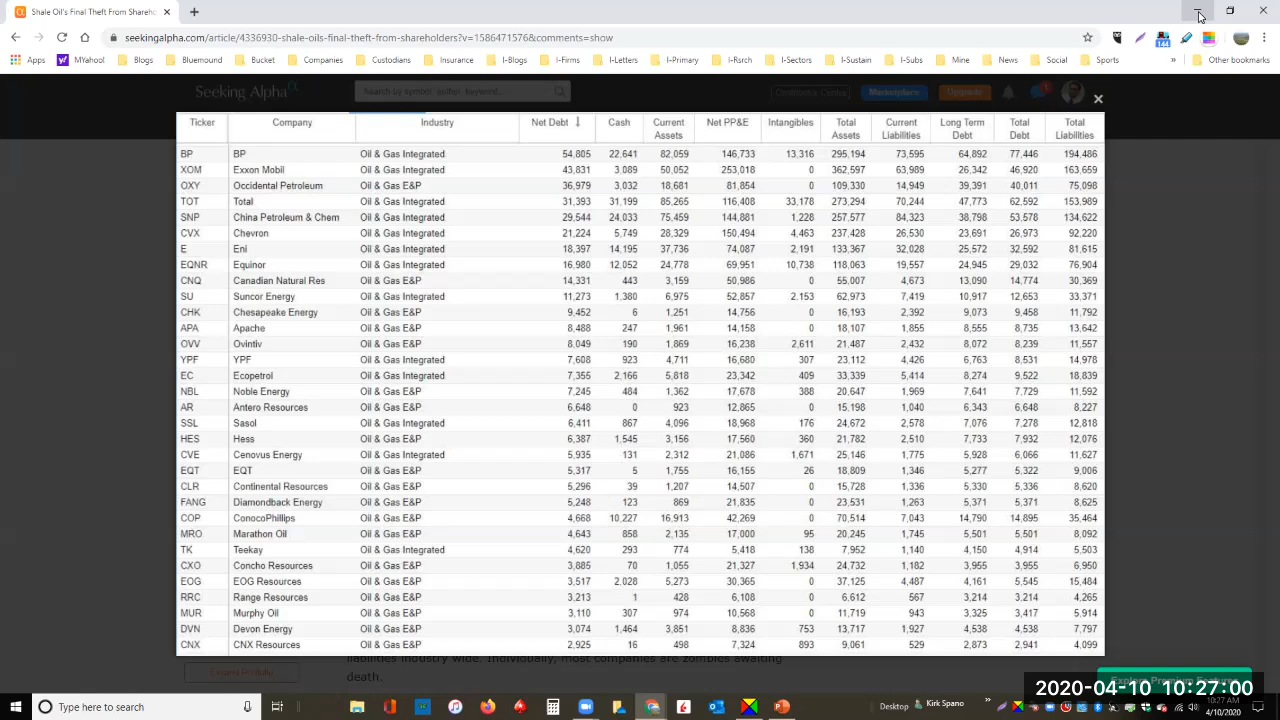 Shale Oil's Final Theft From Shareho
seekingalpha.com/article/4336930-shale-oils-final-theft-from-shareholders?v=1586471576&comments=show
Apps MYahoo! Blogs Bluemound Bucket Companies Custodians Insurance I-Blogs I-Firms I-Letters I-Primary I-Rsrch I-Sectors I-Sustain I-Subs Mine News Social Sports » Other bookmarks
144
Seeking Alpha
Search by symbol, author, keyword...
Marketplace
Upgrade
Ticker Company Industry Net Debt Cash Current Assets Net PP&E Intangibles Total Assets Current Liabilities Long Term Debt Total Debt Total Liabilities
BP BP Oil & Gas Integrated 54,805 22,641 82,059 146,733 13,316 295,194 73,595 64,892 77,446 194,486
XOM Exxon Mobil Oil & Gas Integrated 43,831 3,089 50,052 253,018 0 362,597 63,989 26,342 46,920 163,659
OXY Occidental Petroleum Oil & Gas E&P 36,979 3,032 18,681 81,854 0 109,330 14,949 39,391 40,011 75,098
TOT Total Oil & Gas Integrated 31,393 31,199 85,265 116,408 33,178 273,294 70,244 47,773 62,592 153,989
SNP China Petroleum & Chem Oil & Gas Integrated 29,544 24,033 75,459 144,881 1,228 257,577 84,323 38,798 53,578 134,622
CVX Chevron Oil & Gas Integrated 21,224 5,749 28,329 150,494 4,463 237,428 26,530 23,691 26,973 92,220
E Eni Oil & Gas Integrated 18,397 14,195 37,736 74,087 2,191 133,367 32,028 25,572 32,592 81,615
EQNR Equinor Oil & Gas Integrated 16,980 12,052 24,778 69,951 10,738 118,063 19,557 24,945 29,032 76,904
CNQ Canadian Natural Res Oil & Gas E&P 14,331 443 3,159 50,986 0 55,007 4,673 13,090 14,774 30,369
SU Suncor Energy Oil & Gas Integrated 11,273 1,380 6,975 52,857 2,153 62,973 7,419 10,917 12,653 33,371
CHK Chesapeake Energy Oil & Gas E&P 9,452 6 1,251 14,756 0 16,193 2,392 9,073 9,458 11,792
APA Apache Oil & Gas E&P 8,488 247 1,961 14,158 0 18,107 1,855 8,555 8,735 13,642
OVV Ovintiv Oil & Gas E&P 8,049 190 1,869 16,238 2,611 21,487 2,432 8,072 8,239 11,557
YPF YPF Oil & Gas Integrated 7,608 923 4,711 16,680 307 23,112 4,426 6,763 8,531 14,978
EC Ecopetrol Oil & Gas Integrated 7,355 2,166 5,818 23,342 409 33,339 5,414 8,274 9,522 18,839
NBL Noble Energy Oil & Gas E&P 7,245 484 1,362 17,678 388 20,647 1,969 7,641 7,729 11,592
AR Antero Resources Oil & Gas E&P 6,648 0 923 12,865 0 15,198 1,040 6,343 6,648 8,227
SSL Sasol Oil & Gas Integrated 6,411 867 4,096 18,968 176 24,672 2,578 7,076 7,278 12,818
HES Hess Oil & Gas E&P 6,387 1,545 3,156 17,560 360 21,782 2,510 7,733 7,932 12,076
CVE Cenovus Energy Oil & Gas Integrated 5,935 131 2,312 21,086 1,671 25,146 1,775 5,928 6,066 11,627
EQT EQT Oil & Gas E&P 5,317 5 1,755 16,155 26 18,809 1,346 5,277 5,322 9,006
CLR Continental Resources Oil & Gas E&P 5,296 39 1,207 14,507 0 15,728 1,336 5,330 5,336 8,620
FANG Diamondback Energy Oil & Gas E&P 5,248 123 869 21,835 0 23,531 1,263 5,371 5,371 8,625
COP ConocoPhillips Oil & Gas E&P 4,668 10,227 16,913 42,269 0 70,514 7,043 14,790 14,895 35,464
MRO Marathon Oil Oil & Gas E&P 4,643 858 2,135 17,000 95 20,245 1,745 5,501 5,501 8,092
TK Teekay Oil & Gas Integrated 4,620 293 774 5,418 138 7,952 1,140 4,150 4,914 5,503
CXO Concho Resources Oil & Gas E&P 3,885 70 1,055 21,327 1,934 24,732 1,182 3,955 3,955 6,950
EOG EOG Resources Oil & Gas E&P 3,517 2,028 5,273 30,365 0 37,125 4,487 4,161 5,545 15,484
RRC Range Resources Oil & Gas E&P 3,213 1 428 6,108 0 6,612 567 3,214 3,214 4,265
MUR Murphy Oil Oil & Gas E&P 3,110 307 974 10,568 0 11,719 943 3,325 3,417 5,914
DVN Devon Energy Oil & Gas E&P 3,074 1,464 3,851 8,836 753 13,717 1,927 4,538 4,538 7,797
CNX CNX Resources Oil & Gas E&P 2,925 16 498 7,324 893 9,061 529 2,873 2,941 4,099
liabilities industry wide. Individually, most companies are zombies awaiting
death.
Explore Premium Feature
2020-04-10 10:27:00
Type here to search
Desktop » Kirk Spano
10:27 AM
4/10/2020